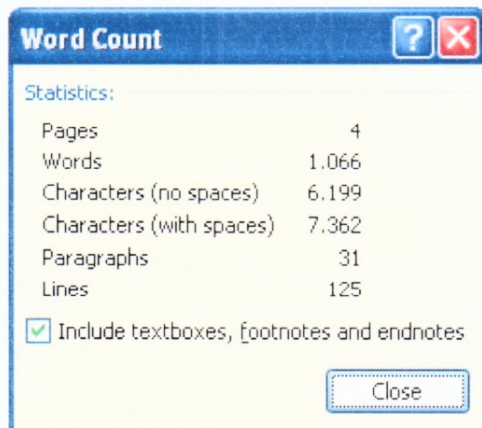 Word Count
Statistics:
Pages 4
Words 1.066
Characters (no spaces) 6.199
Characters (with spaces) 7.362
Paragraphs 31
Lines 125
Include textboxes, footnotes and endnotes
Close